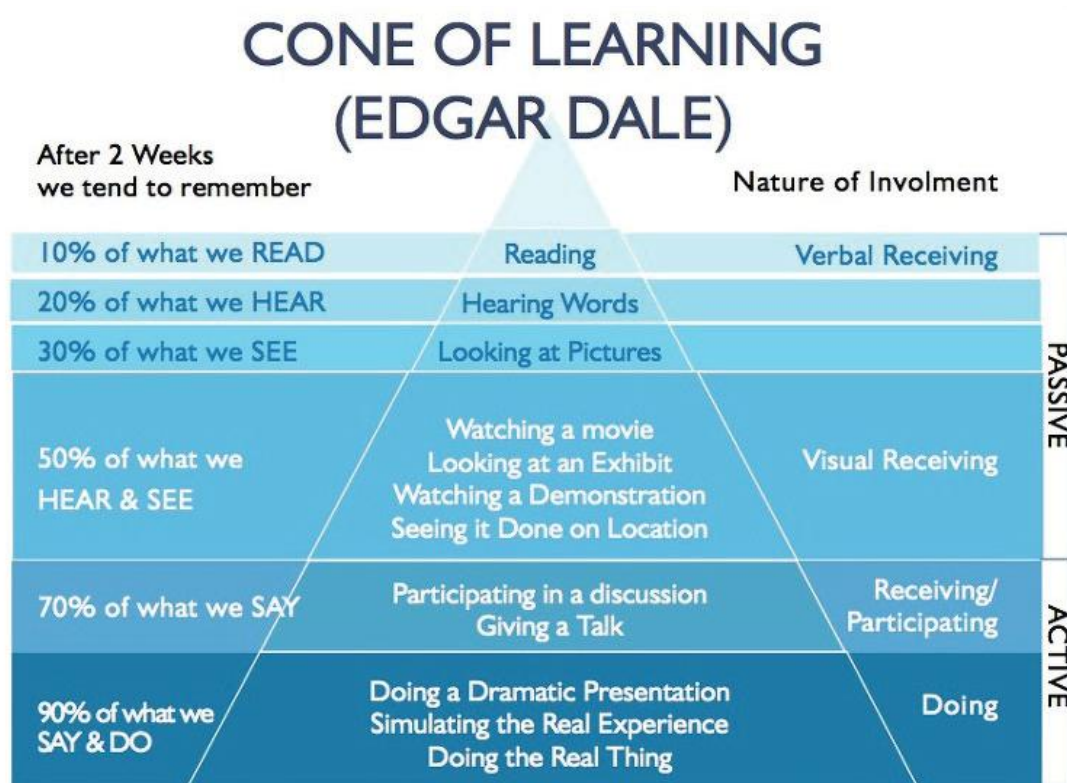 CONE OF LEARNING
(EDGAR DALE)
After 2 Weeks
we tend to remember
Nature of Involment
10% of what we READ
Reading
Verbal Receiving
20% of what we HEAR
Hearing Words
30% of what we SEE
Looking at Pictures
50% of what we
HEAR & SEE
Watching a movie
Looking at an Exhibit
Watching a Demonstration
Seeing it Done on Location
Visual Receiving
PASSIVE
70% of what we SAY
Participating in a discussion
Giving a Talk
Receiving/
Participating
90% of what we
SAY & DO
Doing a Dramatic Presentation
Simulating the Real Experience
Doing the Real Thing
Doing
ACTIVE